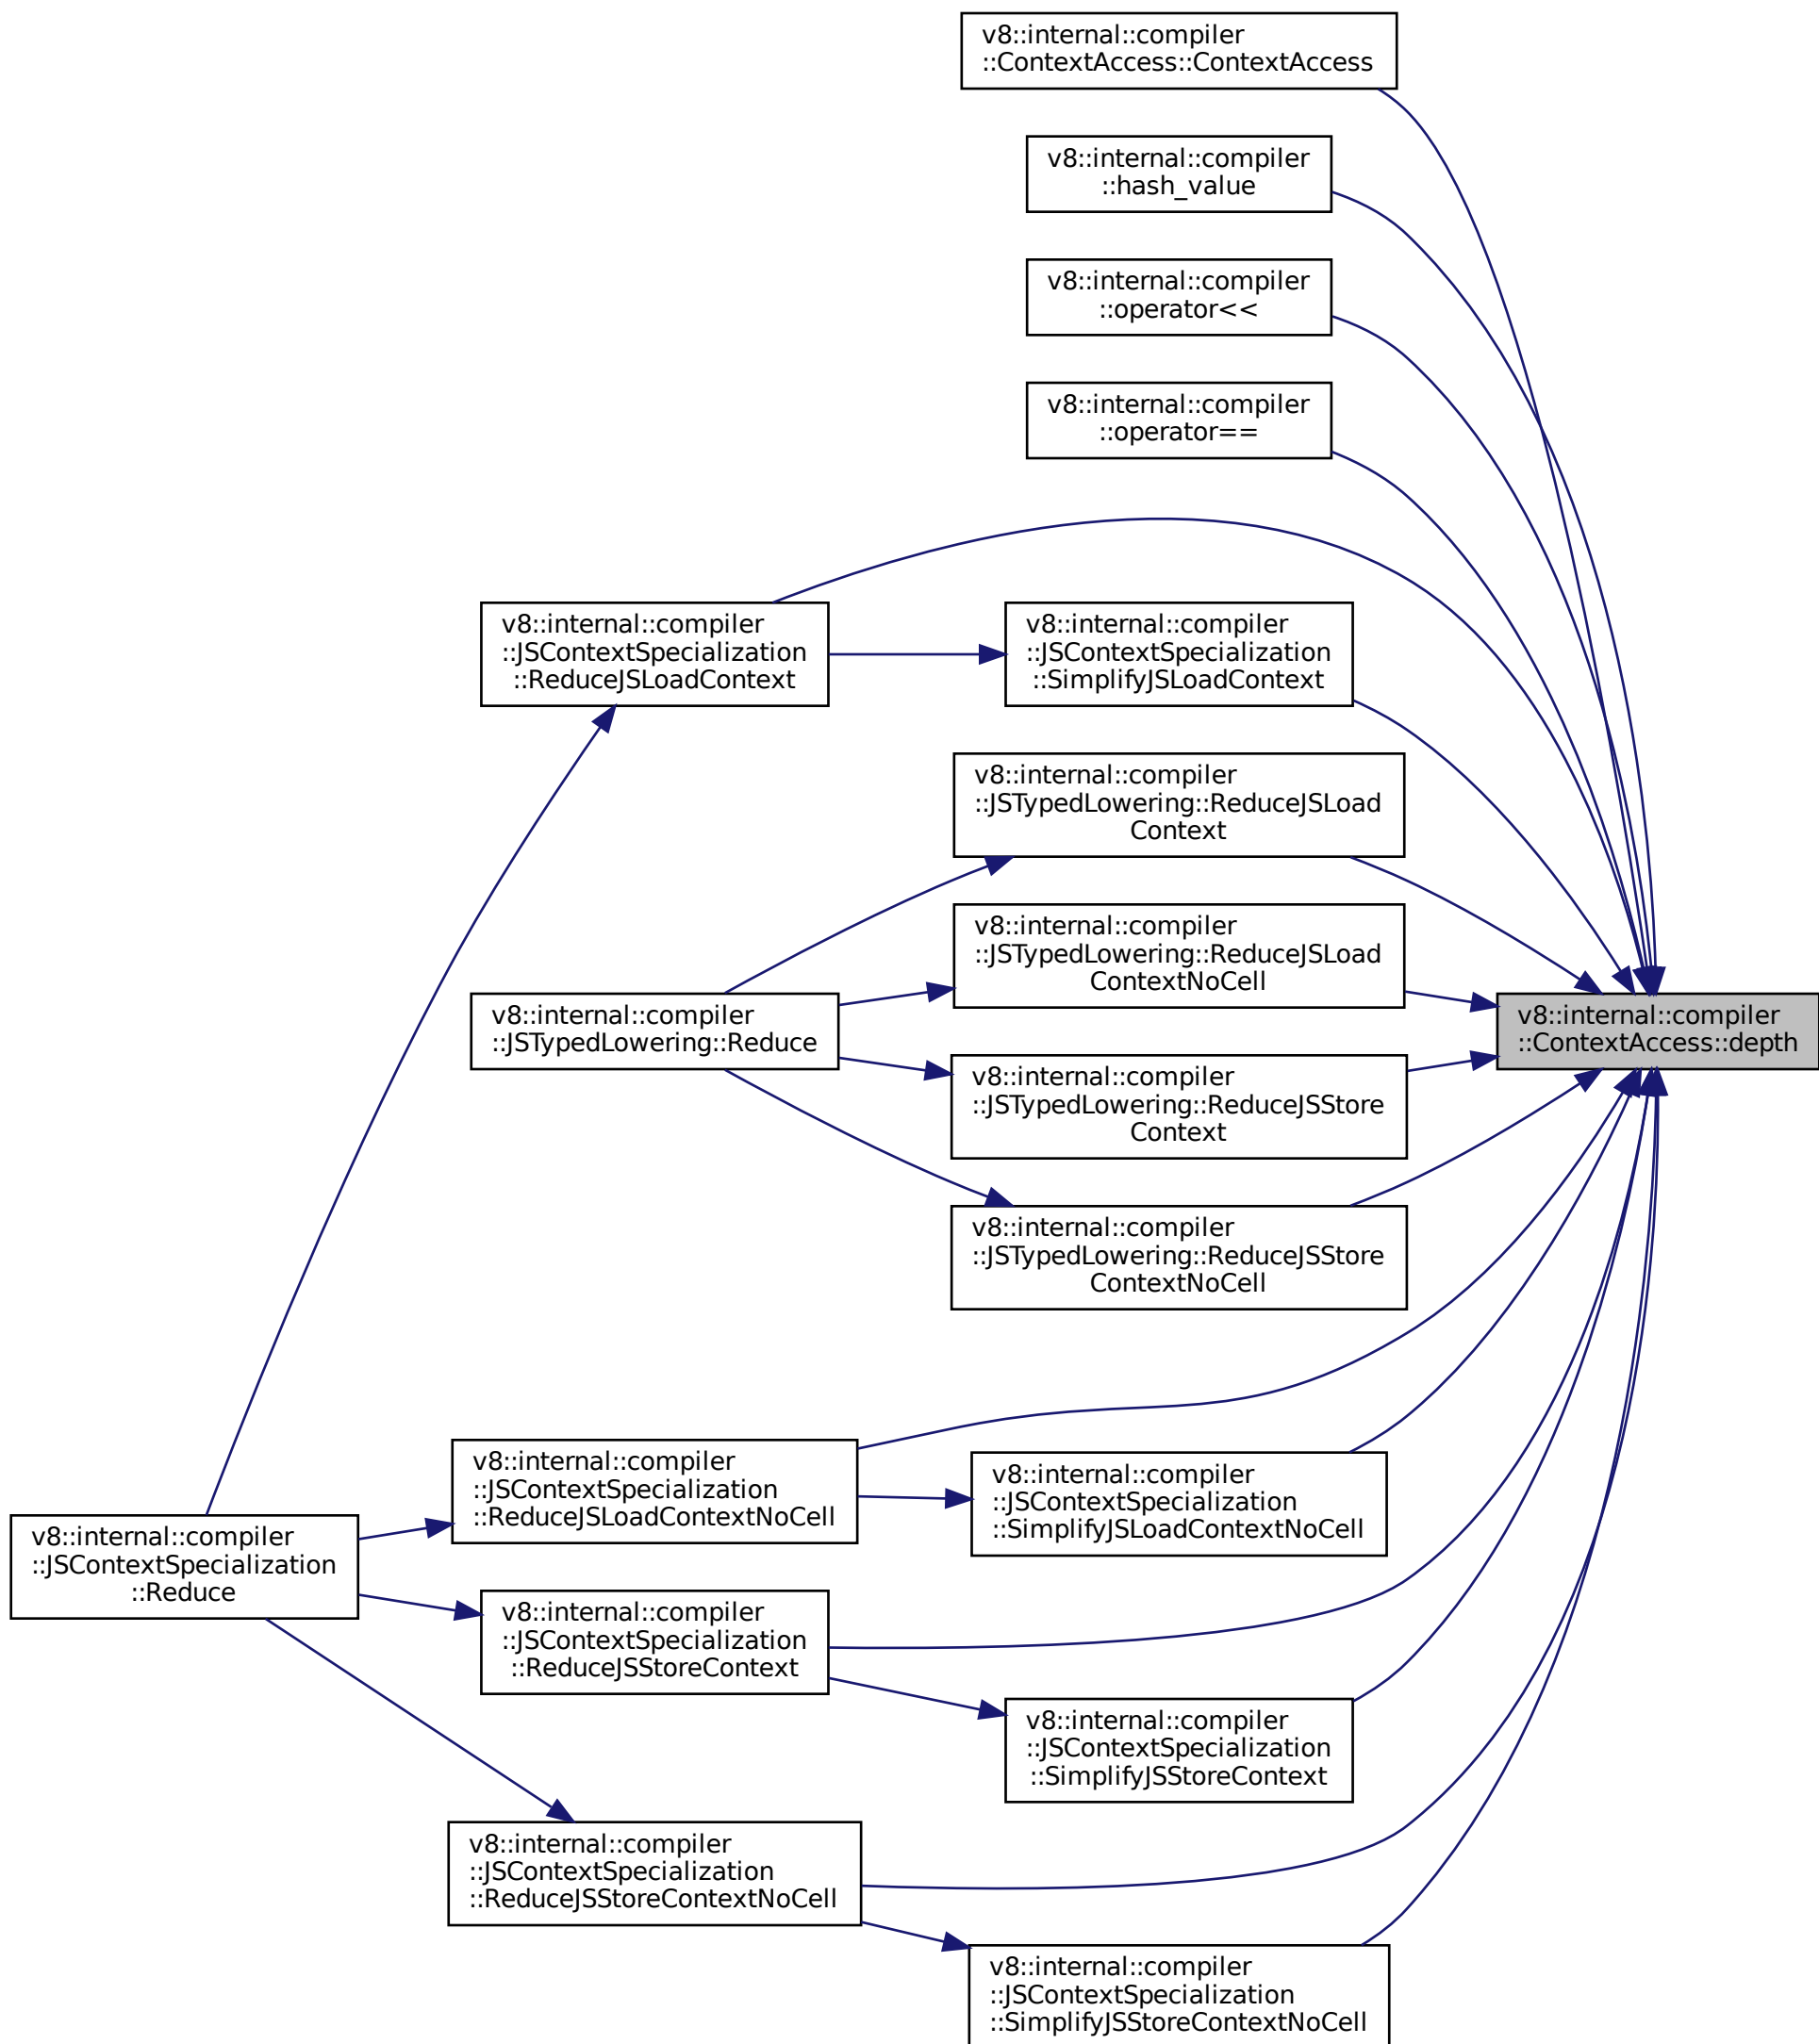 v8::internal::compiler
::ContextAccess::ContextAccess
v8::internal::compiler
::hash_value
v8::internal::compiler
::operator<<
v8::internal::compiler
::operator==
v8::internal::compiler
::JSContextSpecialization
::ReduceJSLoadContext
v8::internal::compiler
::JSContextSpecialization
::SimplifyJSLoadContext
v8::internal::compiler
::JSTypedLowering::ReduceJSLoad
Context
v8::internal::compiler
::JSTypedLowering::ReduceJSLoad
ContextNoCell
v8::internal::compiler
::JSTypedLowering::Reduce
v8::internal::compiler
::ContextAccess::depth
v8::internal::compiler
::JSTypedLowering::ReduceJSStore
Context
v8::internal::compiler
::JSTypedLowering::ReduceJSStore
ContextNoCell
v8::internal::compiler
::JSContextSpecialization
::ReduceJSLoadContextNoCell
v8::internal::compiler
::JSContextSpecialization
::SimplifyJSLoadContextNoCell
v8::internal::compiler
::JSContextSpecialization
::Reduce
v8::internal::compiler
::JSContextSpecialization
::ReduceJSStoreContext
v8::internal::compiler
::JSContextSpecialization
::SimplifyJSStoreContext
v8::internal::compiler
::JSContextSpecialization
::ReduceJSStoreContextNoCell
v8::internal::compiler
::JSContextSpecialization
::SimplifyJSStoreContextNoCell